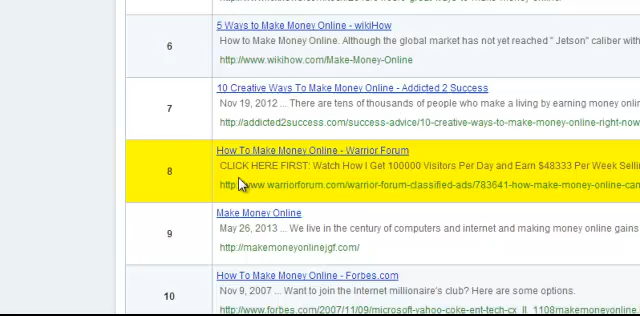 6
5 Ways to Make Money Online - wikiHow
How to Make Money Online. Although the global market has not yet reached " Jetson" caliber with
http://www.wikihow.com/Make-Money-Online
7
10 Creative Ways To Make Money Online - Addicted 2 Success
Nov 19, 2012 ... There are tens of thousands of people who make a living by earning money onlin
http://addicted2success.com/success-advice/10-creative-ways-to-make-money-online-right-now
8
How To Make Money Online - Warrior Forum
CLICK HERE FIRST: Watch How I Get 100000 Visitors Per Day and Earn $48333 Per Week Selli
http://www.warriorforum.com/warrior-forum-classified-ads/783641-how-make-money-online-can
9
Make Money Online
May 26, 2013 ... We live in the century of computers and internet and making money online gains
http://makemoneyonlinejgf.com/
10
How To Make Money Online - Forbes.com
Nov 9, 2007 ... Want to join the Internet millionaire's club? Here are some options.
http://www.forbes.com/2007/11/09/microsoft-yahoo-coke-ent-tech-cx_ll_1108makemoneyonline